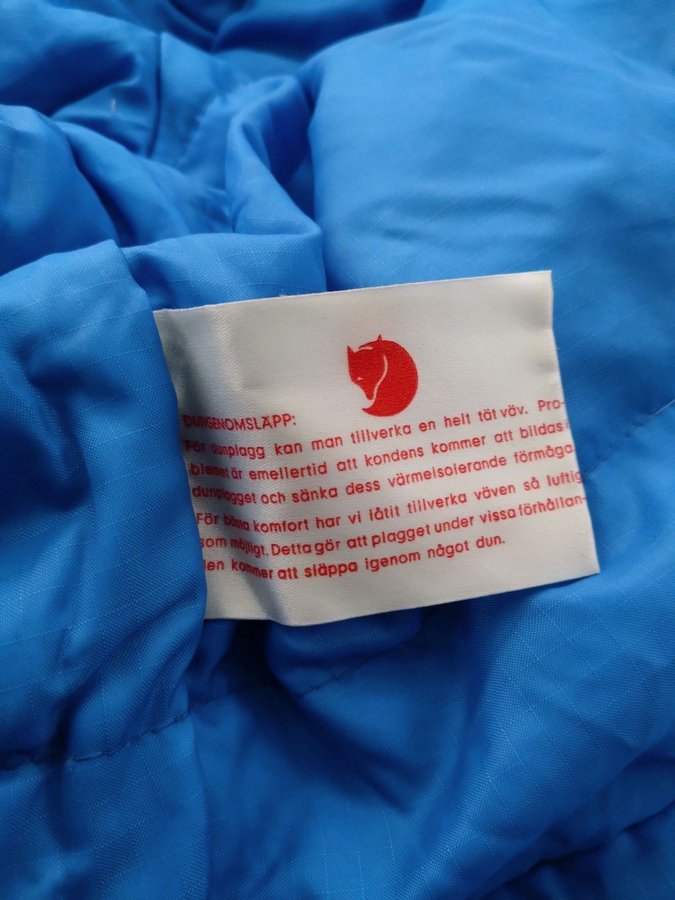 DUNGENOMSLÄPP:
För dunplagg kan man tillverka en helt tät väv. Pro-
blemet är emellertid att kondens kommer att bildas i
dunplagget och sänka dess värmeisolerande förmåga.
För bästa komfort har vi låtit tillverka väven så luftig
som möjligt. Detta gör att plagget under vissa förhållan-
den kommer att släppa igenom något dun.